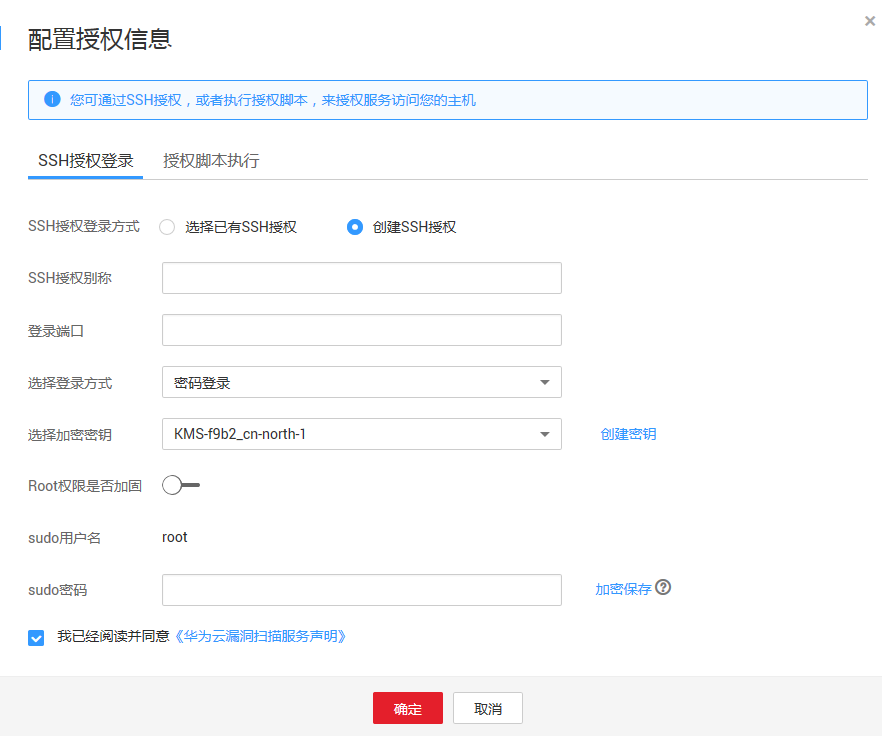 配置授权信息
您可通过SSH授权，或者执行授权脚本，来授权服务访问您的主机
SSH授权登录 授权脚本执行
SSH授权登录方式 选择已有SSH授权 创建SSH授权
SSH授权别称
登录端口
选择登录方式 密码登录
选择加密密钥 KMS-f9b2_cn-north-1 创建密钥
Root权限是否加固
sudo用户名 root
sudo密码 加密保存
我已经阅读并同意《华为云漏洞扫描服务声明》
确定 取消